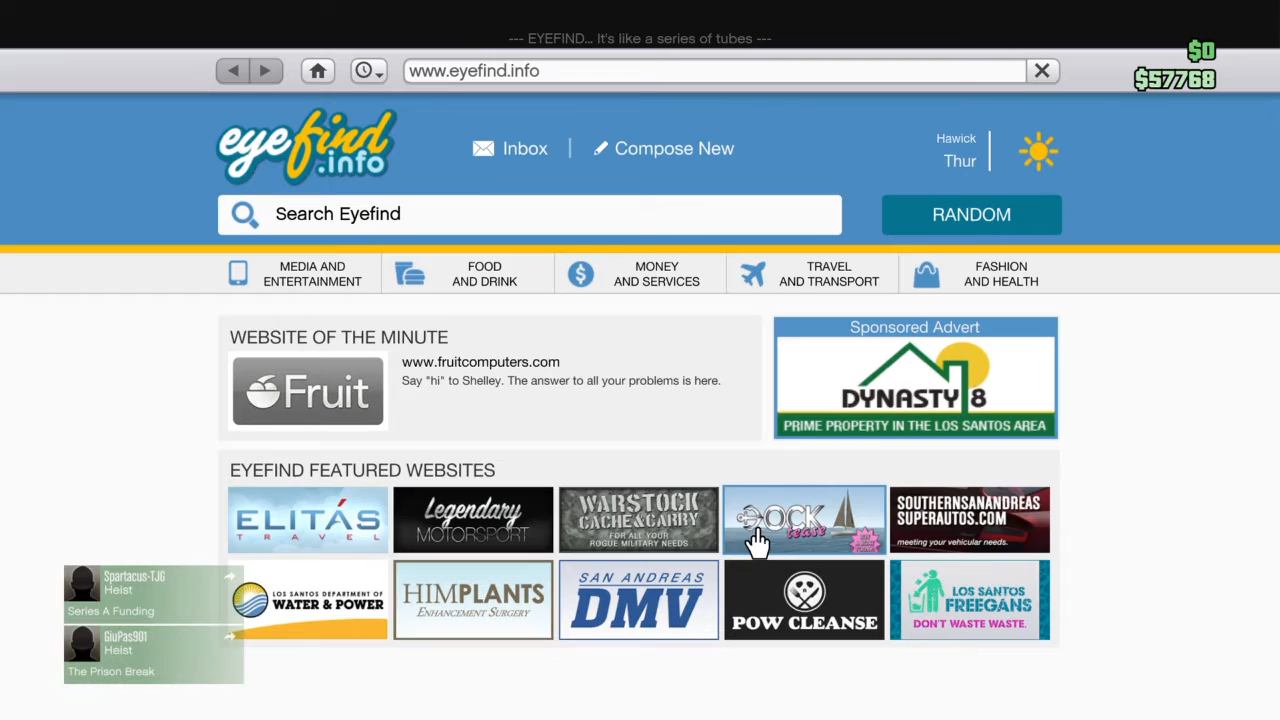 --- EYEFIND... It's like a series of tubes ---
$0
www.eyefind.info
$57768
eyefind
.info
Inbox
Compose New
Hawick
Thur
Search Eyefind
RANDOM
MEDIA AND
ENTERTAINMENT
FOOD
AND DRINK
MONEY
AND SERVICES
TRAVEL
AND TRANSPORT
FASHION
AND HEALTH
WEBSITE OF THE MINUTE
Fruit
www.fruitcomputers.com
Say "hi" to Shelley. The answer to all your problems is here.
Sponsored Advert
DYNASTY 8
PRIME PROPERTY IN THE LOS SANTOS AREA
EYEFIND FEATURED WEBSITES
ELITÁS
TRAVEL
Legendary
MOTORSPORT
WARSTOCK
CACHE&CARRY
FOR ALL YOUR
ROGUE MILITARY NEEDS
DOCK
tease
SOUTHERNSANANDREAS
SUPERAUTOS.COM
meeting your vehicular needs.
LOS SANTOS DEPARTMENT OF
WATER & POWER
HIMPLANTS
ENHANCEMENT SURGERY
SAN ANDREAS
DMV
POW CLEANSE
LOS SANTOS
FREEGANS
DON'T WASTE WASTE.
Spartacus-TJG
Heist
Series A Funding
GiuPas901
Heist
The Prison Break